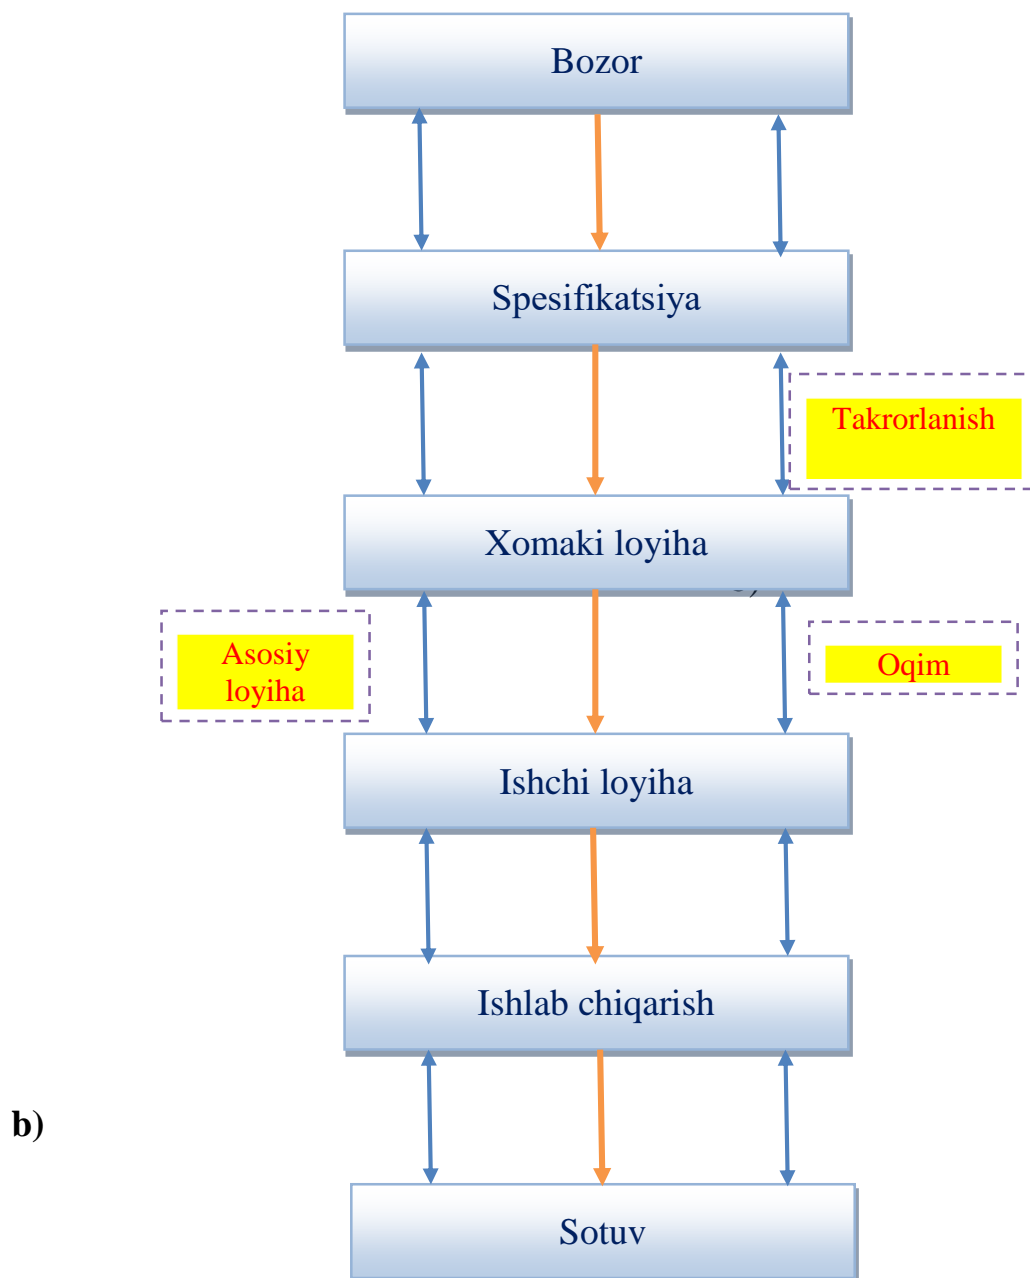 Bozor
Spesifikatsiya
Takrorlanish
Xomaki loyiha
Asosiy
loyiha
Oqim
Ishchi loyiha
Ishlab chiqarish
b)
Sotuv